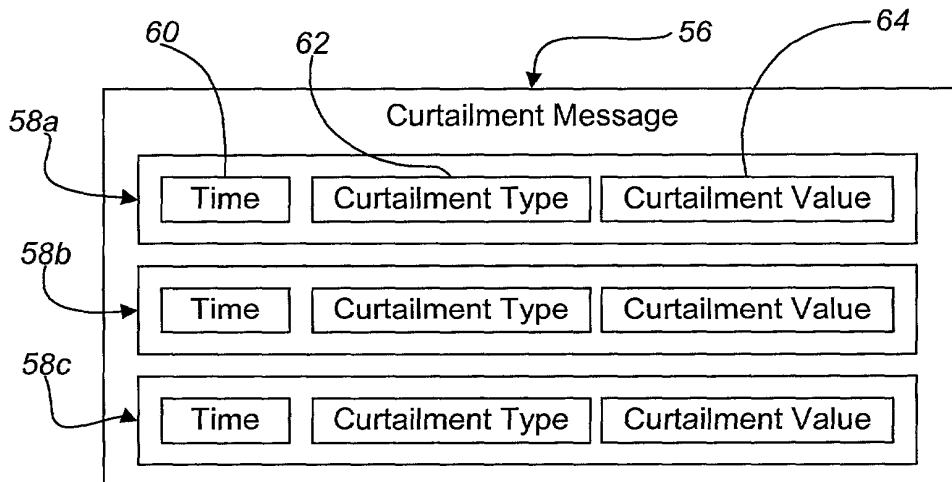 60 62 56 64
Curtailment Message
58a
Time Curtailment Type Curtailment Value
58b
Time Curtailment Type Curtailment Value
58c
Time Curtailment Type Curtailment Value